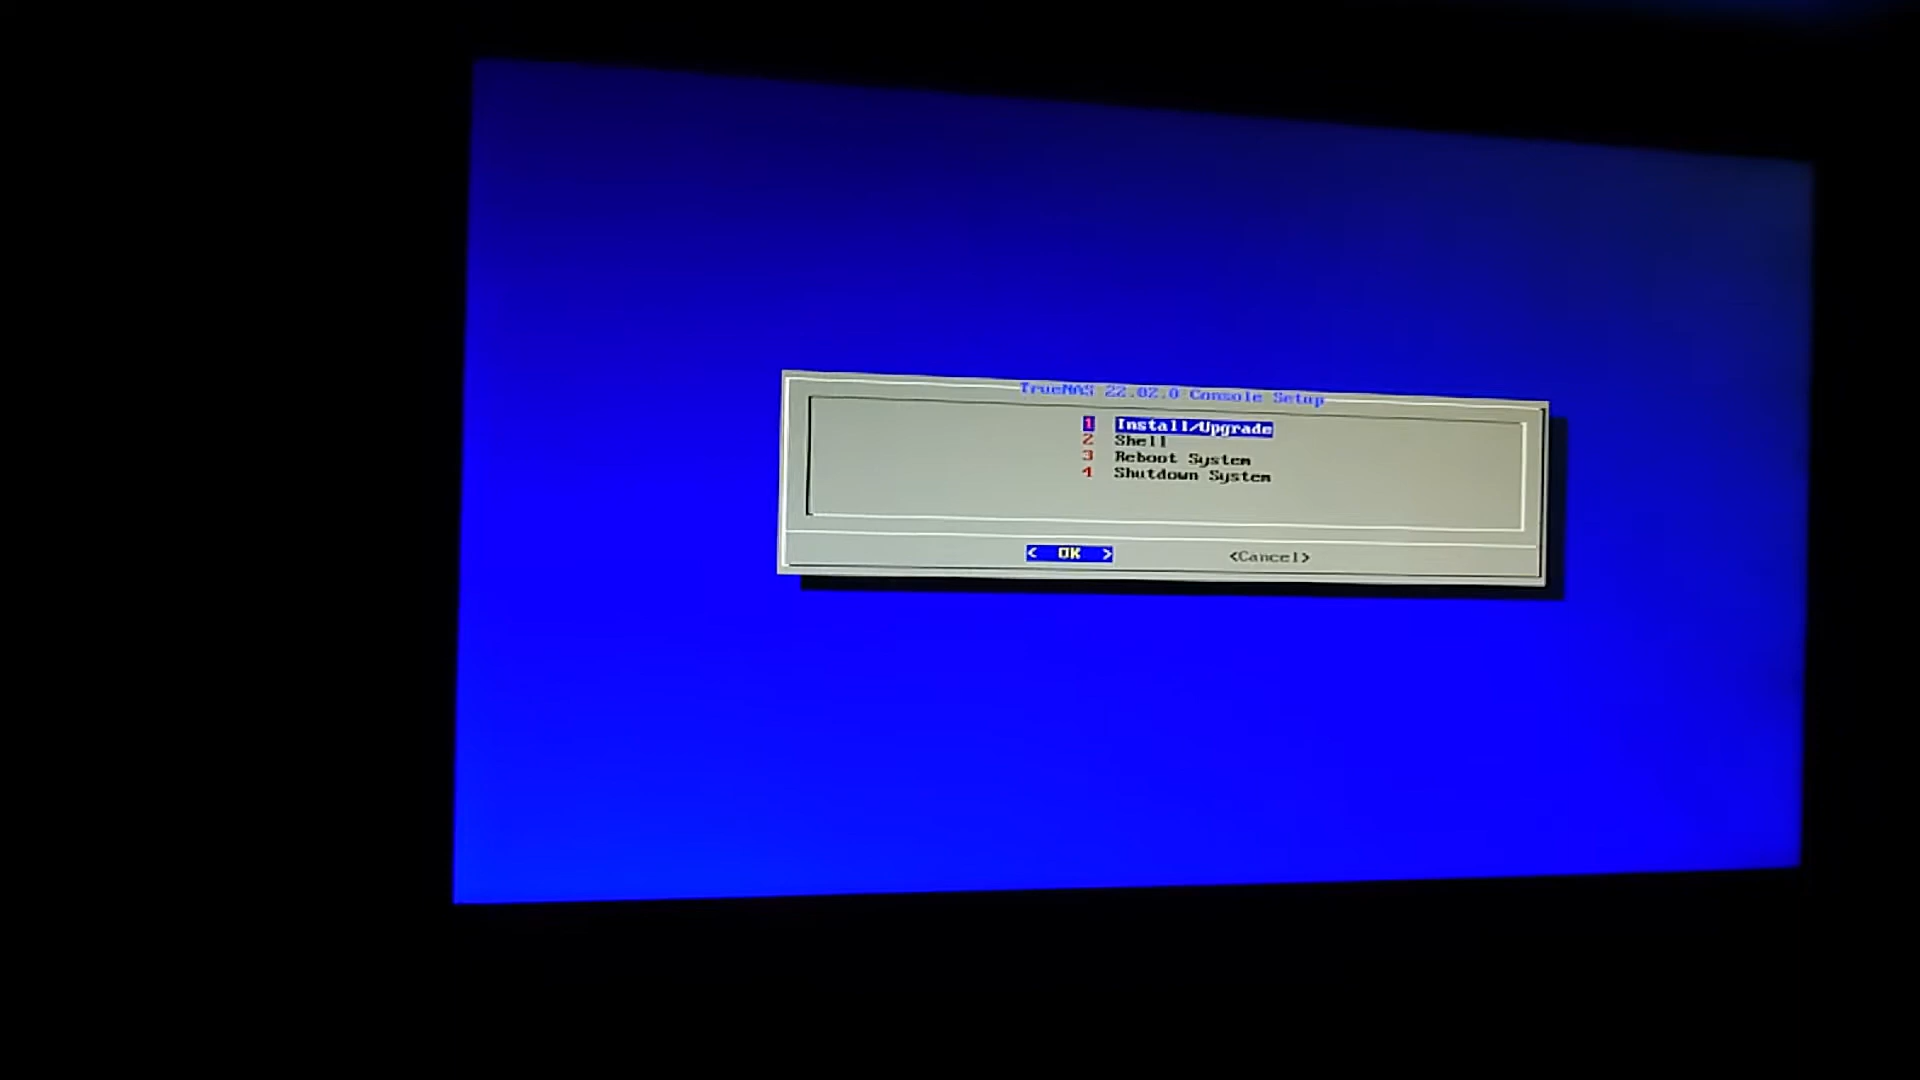 TrueNAS 22.02.0 Console Setup
1 Install/Upgrade
2 Shell
3 Reboot System
4 Shutdown System
< OK > <Cancel>